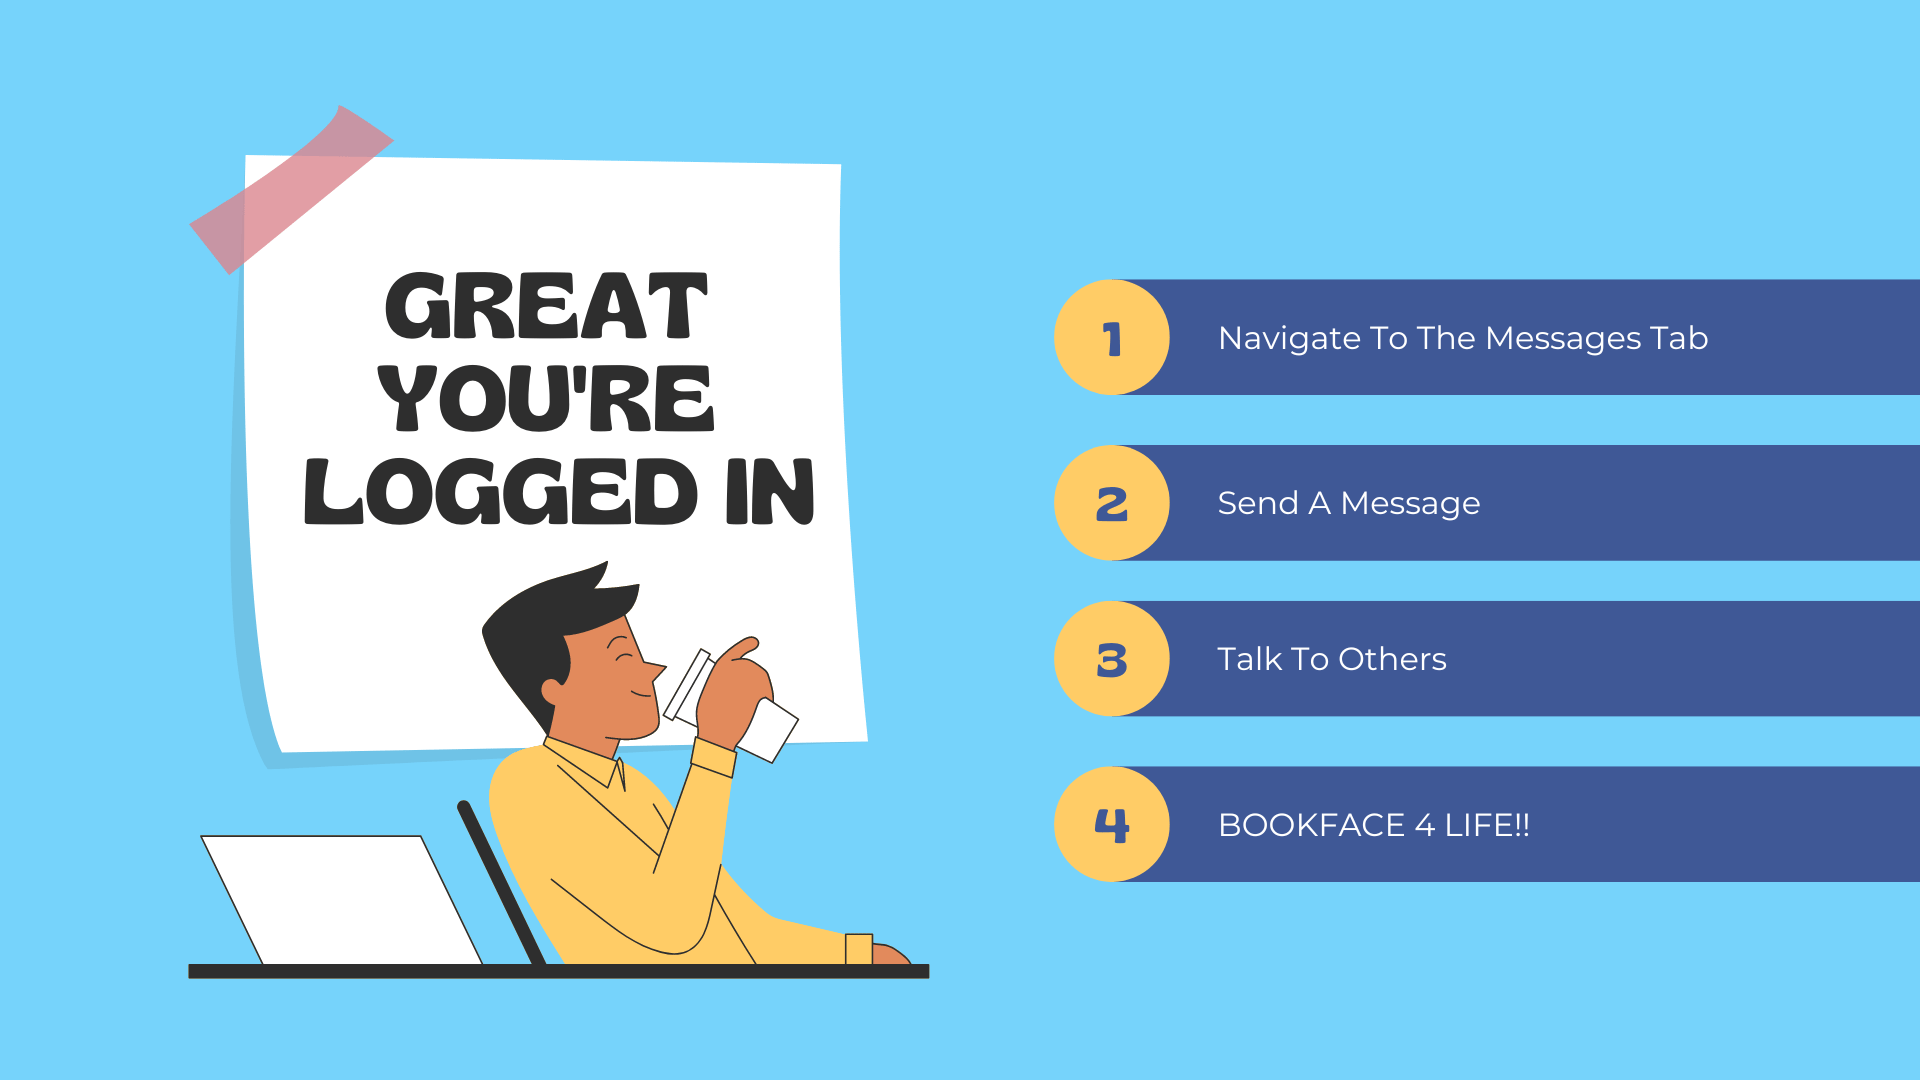 GREAT
YOU'RE
LOGGED IN
1
Navigate To The Messages Tab
2
Send A Message
3
Talk To Others
4
BOOKFACE 4 LIFE!!